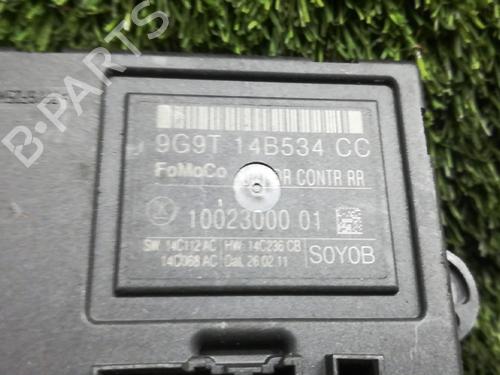 B-PARTS
9G9T 14B534 CC
FoMoCo CONTR RR
10023000 01
SW: 14C112 AC HW: 14C236 CB
14C068 AC Dat. 26 02 11
S0Y0B